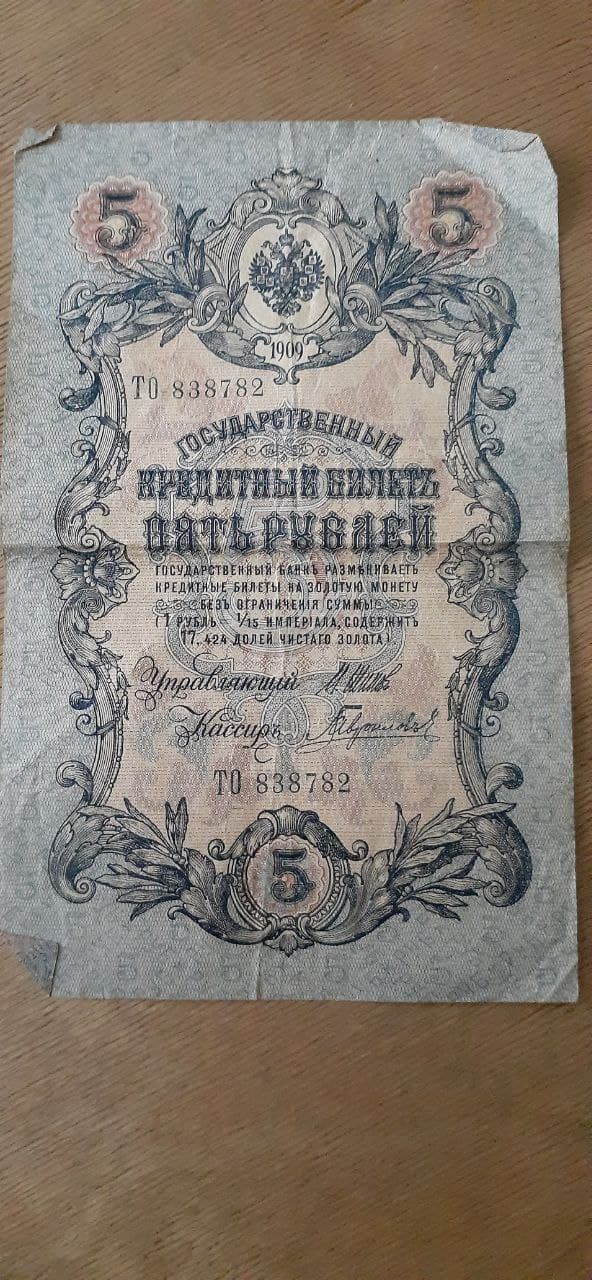 5 5
1909
ТО 838782
ГОСУДАРСТВЕННЫЙ
КРЕДИТНЫЙ БИЛЕТЪ
ПЯТЬ РУБЛЕЙ
ГОСУДАРСТВЕННЫЙ БАНКЪ РАЗМѢНИВАЕТЪ
КРЕДИТНЫЕ БИЛЕТЫ НА ЗОЛОТУЮ МОНЕТУ
БЕЗЪ ОГРАНИЧЕНІЯ СУММЫ
(1 РУБЛЬ = 1/15 ИМПЕРІАЛА, СОДЕРЖИТЪ
17,424 ДОЛЕЙ ЧИСТАГО ЗОЛОТА)
Управляющій
Кассиръ
ТО 838782
5